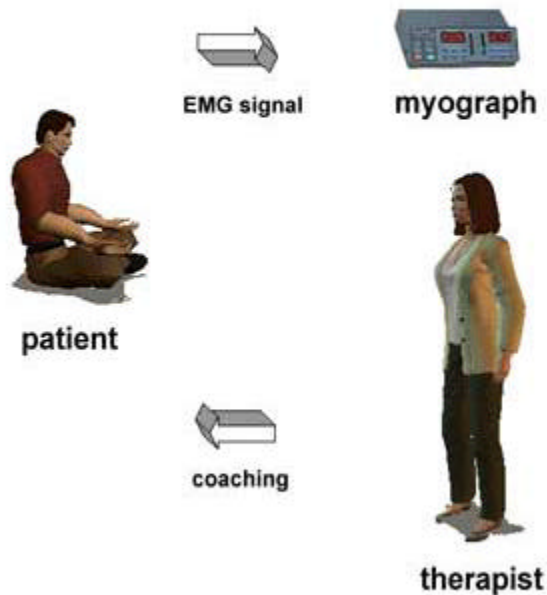 EMG signal
myograph
patient
coaching
therapist